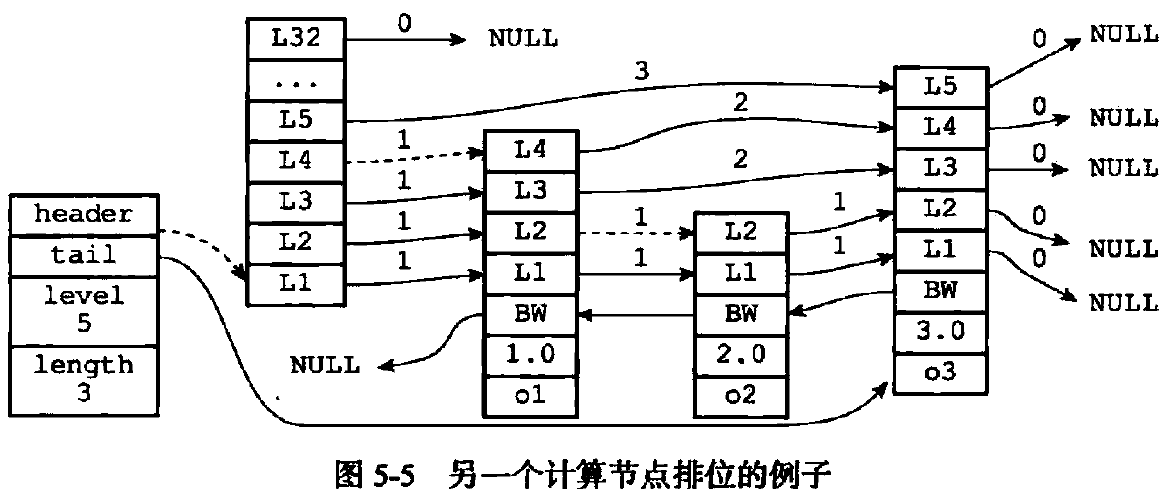 L32
0
NULL
...
L5
3
L4
1
L3
1
L2
1
L1
1
header
tail
level
5
length
3
L4
2
L3
2
L2
1
L1
1
BW
1.0
o1
NULL
L2
1
L1
1
BW
2.0
o2
L5
0
NULL
L4
0
NULL
L3
0
NULL
L2
0
NULL
L1
0
NULL
BW
3.0
o3
图 5-5 另一个计算节点排位的例子